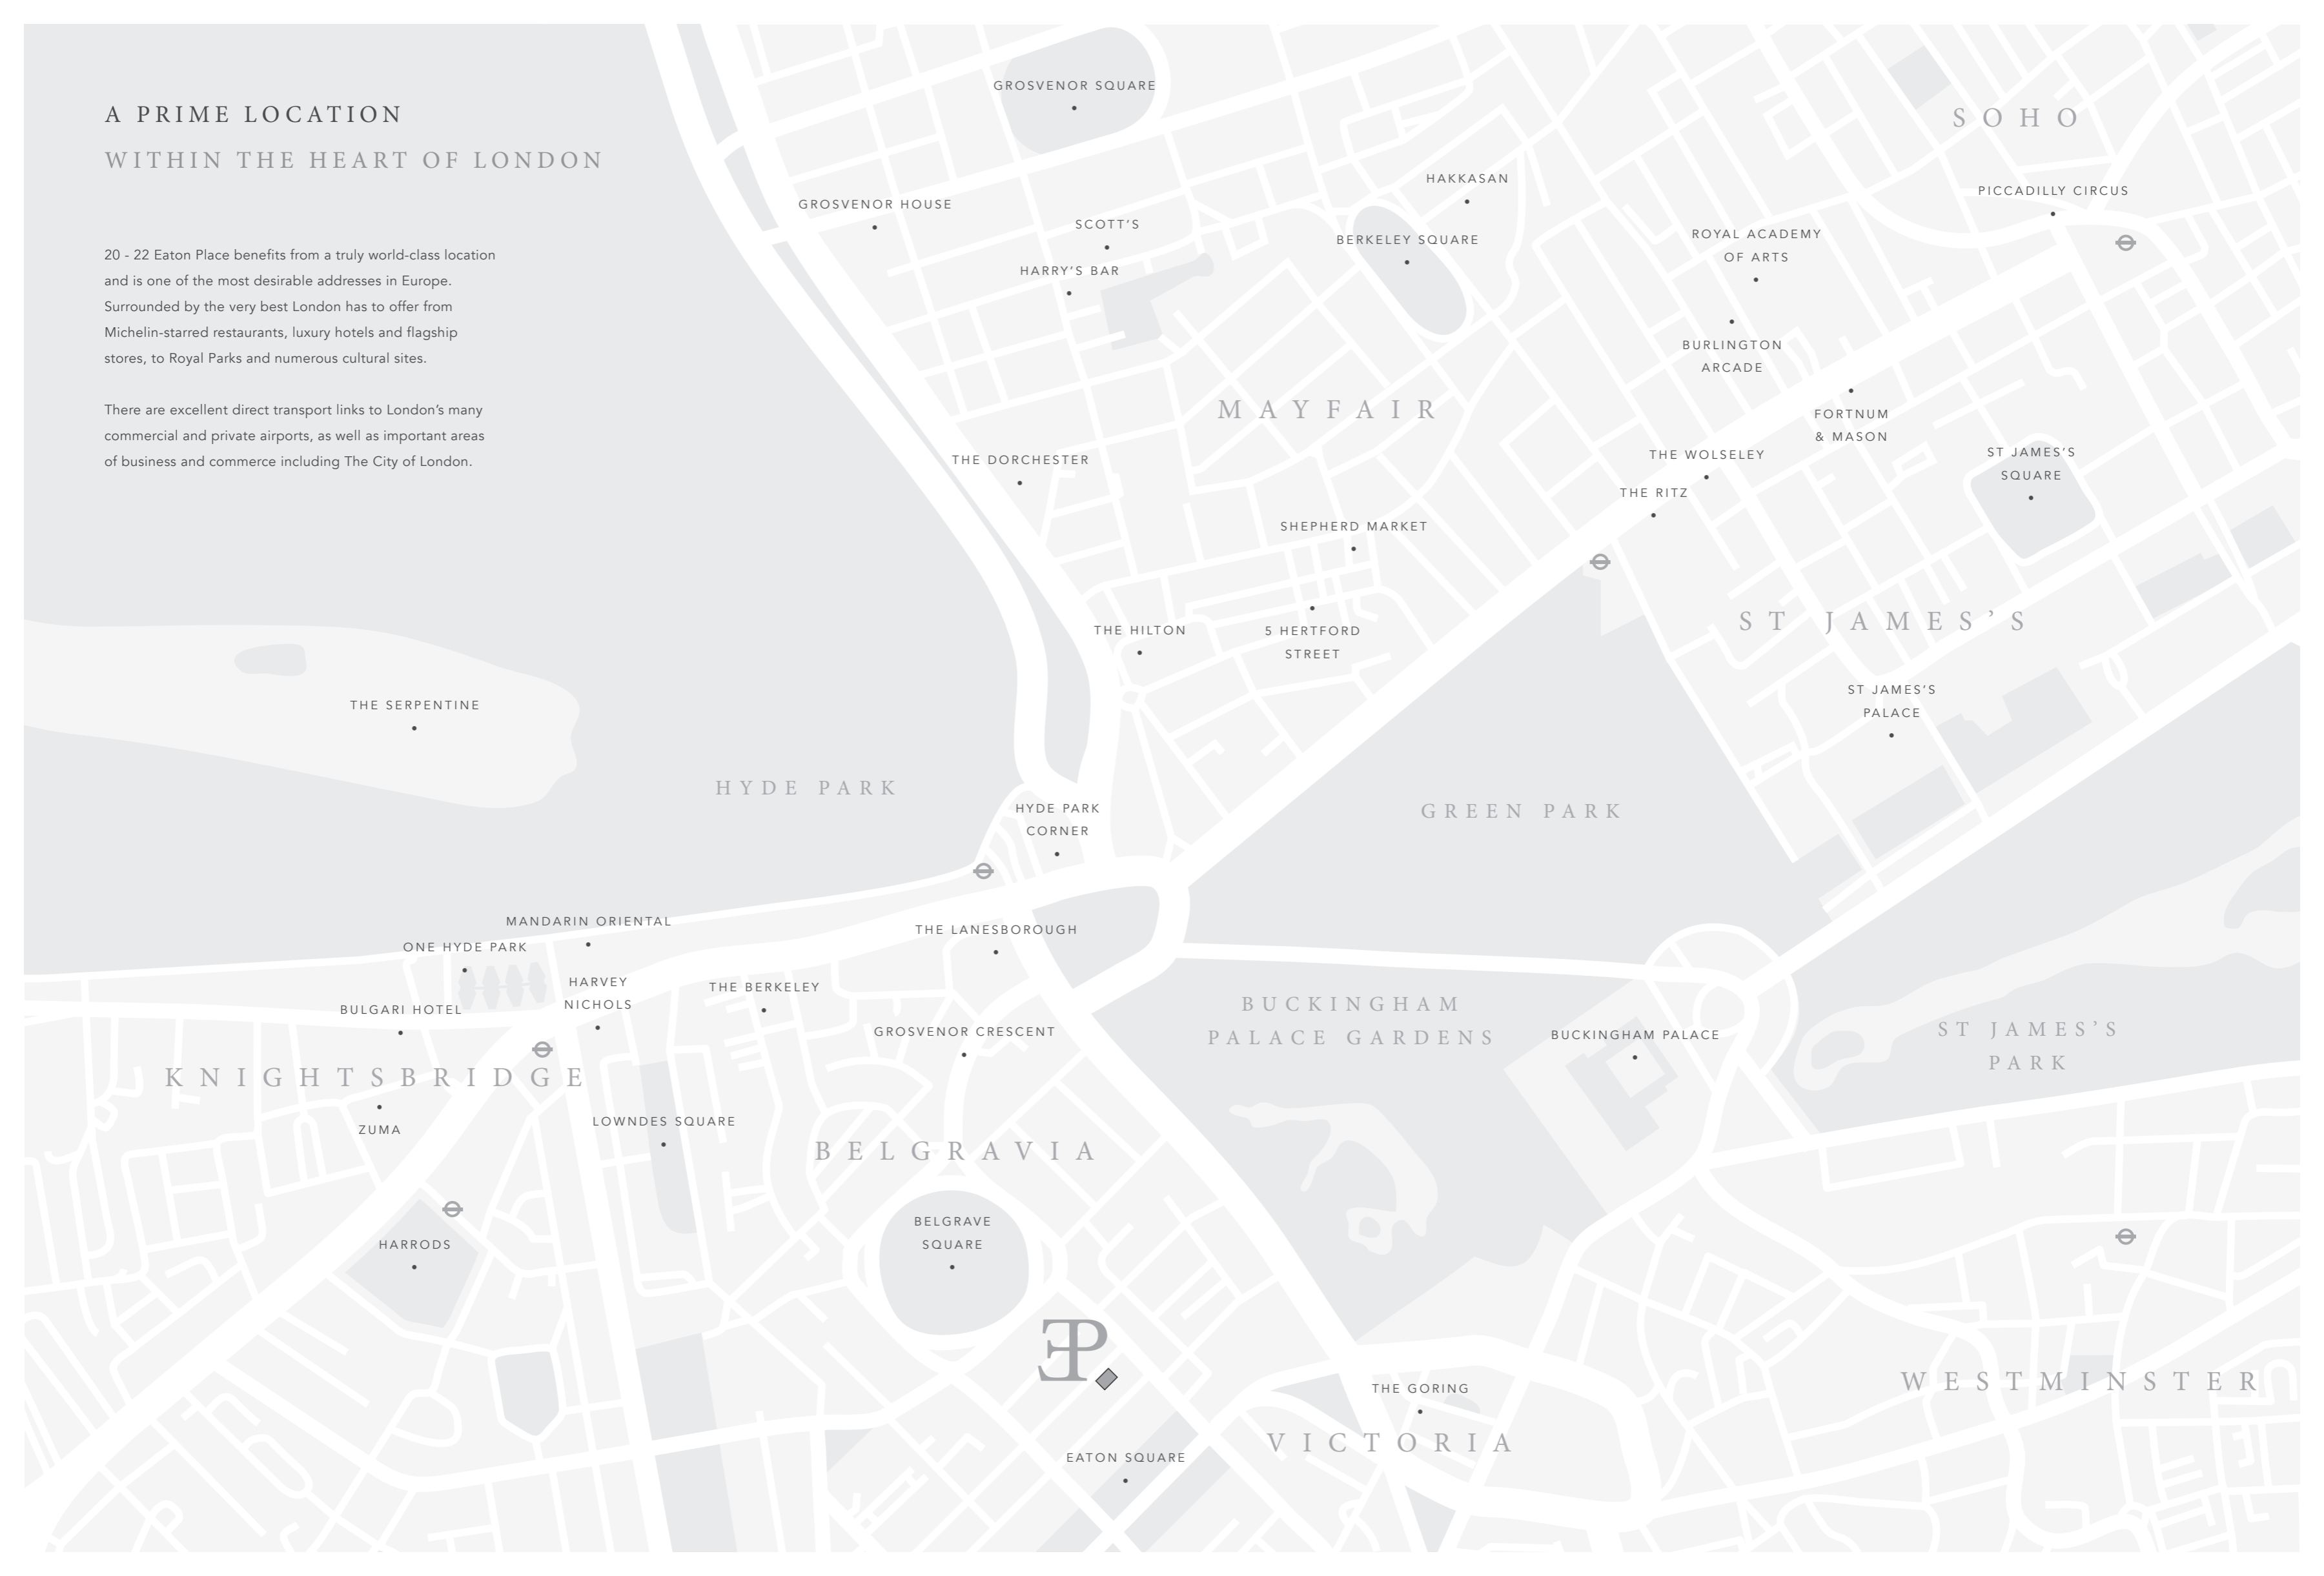 A PRIME LOCATION
WITHIN THE HEART OF LONDON
20 - 22 Eaton Place benefits from a truly world-class location
and is one of the most desirable addresses in Europe.
Surrounded by the very best London has to offer from
Michelin-starred restaurants, luxury hotels and flagship
stores, to Royal Parks and numerous cultural sites.
There are excellent direct transport links to London’s many
commercial and private airports, as well as important areas
of business and commerce including The City of London.
GROSVENOR SQUARE
SOHO
HAKKASAN
PICCADILLY CIRCUS
GROSVENOR HOUSE
SCOTT’S
BERKELEY SQUARE
ROYAL ACADEMY
OF ARTS
HARRY’S BAR
BURLINGTON
ARCADE
MAYFAIR
FORTNUM
& MASON
THE DORCHESTER
THE WOLSELEY
ST JAMES’S
SQUARE
THE RITZ
SHEPHERD MARKET
THE HILTON
5 HERTFORD
STREET
ST JAMES’S
ST JAMES’S
PALACE
THE SERPENTINE
HYDE PARK
HYDE PARK
CORNER
GREEN PARK
MANDARIN ORIENTAL
ONE HYDE PARK
THE LANESBOROUGH
HARVEY
NICHOLS
THE BERKELEY
BULGARI HOTEL
BUCKINGHAM
PALACE GARDENS
GROSVENOR CRESCENT
BUCKINGHAM PALACE
ST JAMES’S
PARK
KNIGHTSBRIDGE
ZUMA
LOWNDES SQUARE
BELGRAVIA
BELGRAVE
SQUARE
HARRODS
EP
THE GORING
WESTMINSTER
VICTORIA
EATON SQUARE